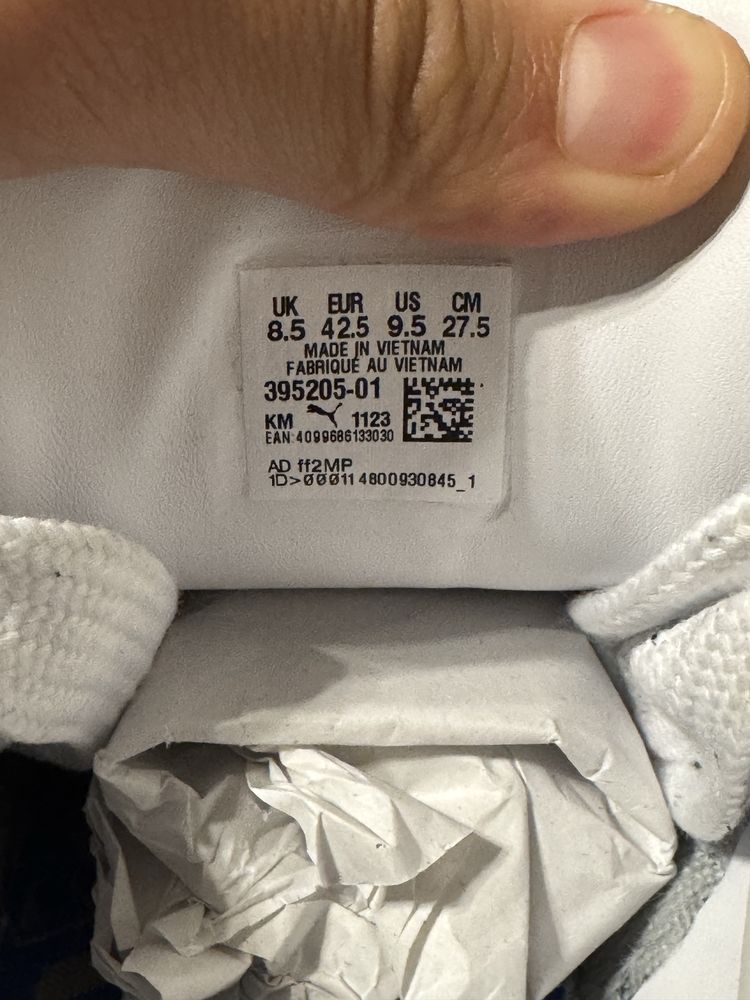 UK EUR US CM
8.5 42.5 9.5 27.5
MADE IN VIETNAM
FABRIQUÉ AU VIETNAM
395205-01
KM 1123
EAN:4099686133030
AD ff2MP
1D>000114800930845_1